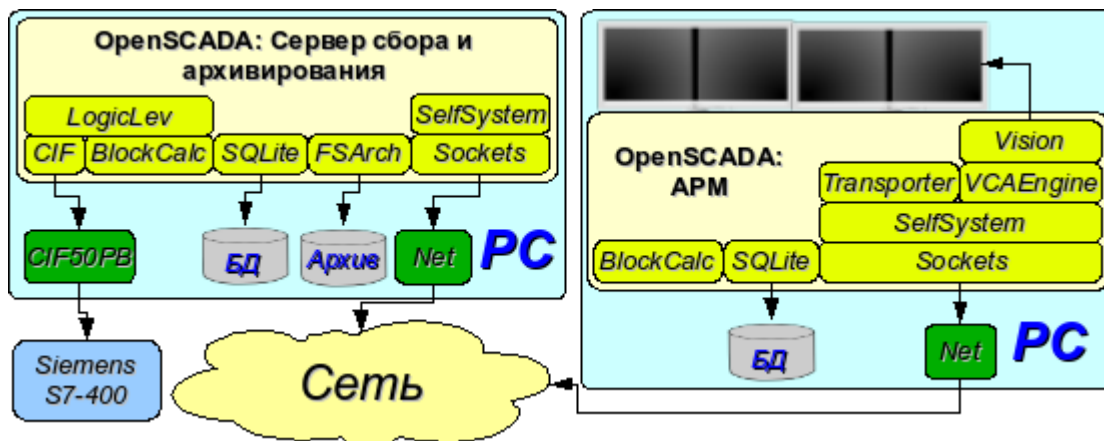 OpenSCADA: Сервер сбора и
архивирования
LogicLev
SelfSystem
CIF
BlockCalc
SQLite
FSArch
Sockets
CIF50PB
БД
Архив
Net
PC
Siemens
S7-400
Сеть
Vision
OpenSCADA:
АРМ
Transporter
VCAEngine
SelfSystem
BlockCalc
SQLite
Sockets
БД
Net
PC